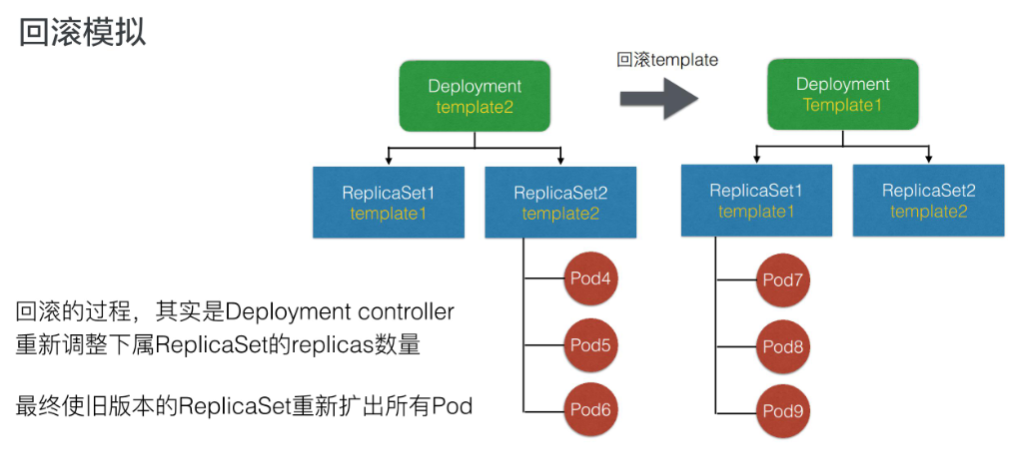 回滚模拟
回滚template
Deployment
template2
Deployment
Template1
ReplicaSet1
template1
ReplicaSet2
template2
ReplicaSet1
template1
ReplicaSet2
template2
Pod4
Pod5
Pod6
Pod7
Pod8
Pod9
回滚的过程，其实是Deployment controller
重新调整下属ReplicaSet的replicas数量
最终使旧版本的ReplicaSet重新扩出所有Pod